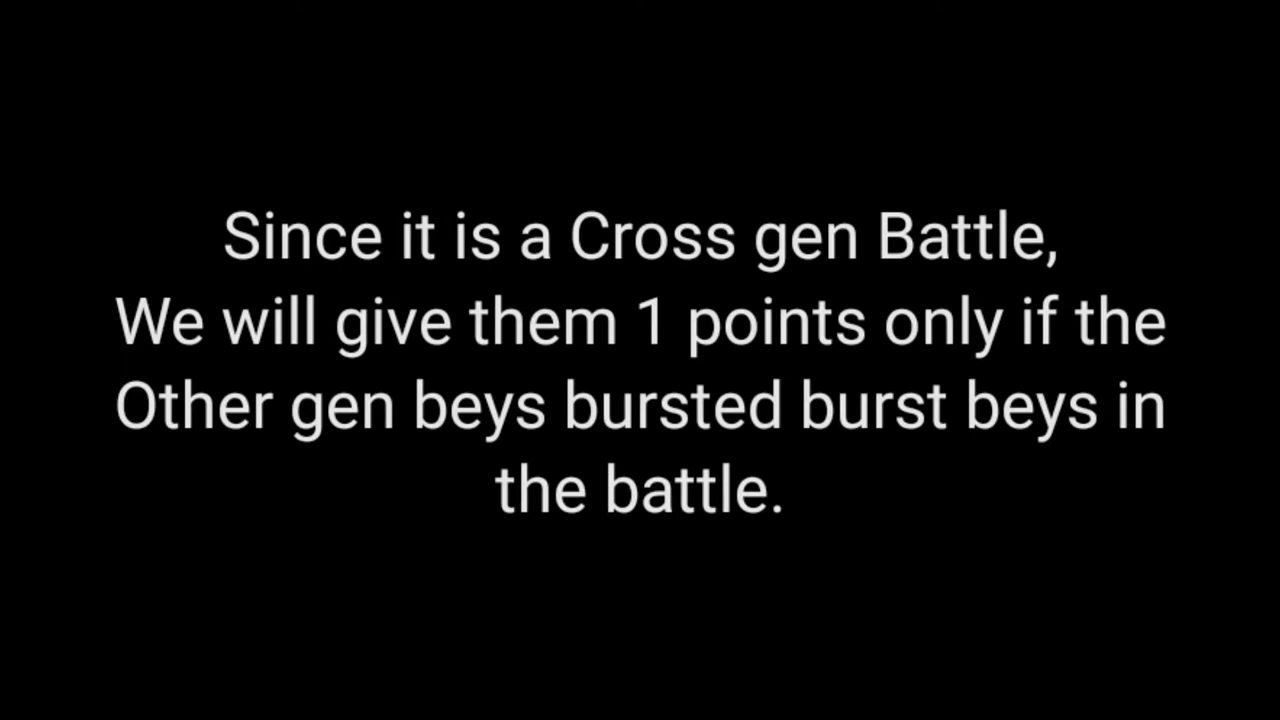 Since it is a Cross gen Battle,
We will give them 1 points only if the
Other gen beys bursted burst beys in
the battle.